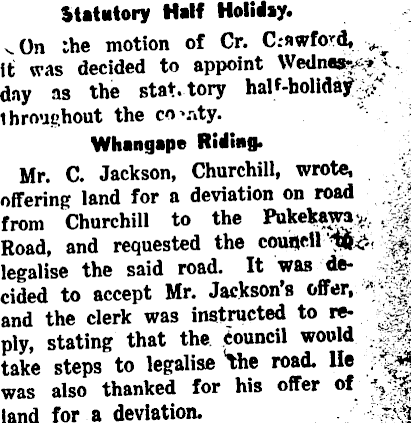 Statutory Half Holiday.
On the motion of Cr. Crawford,
it was decided to appoint Wednes-
day as the statutory half-holiday
throughout the county.
Whangape Riding.
Mr. C. Jackson, Churchill, wrote,
offering land for a deviation on road
from Churchill to the Pukekawa
Road, and requested the council to
legalise the said road. It was de-
cided to accept Mr. Jackson's offer,
and the clerk was instructed to re-
ply, stating that the council would
take steps to legalise the road. He
was also thanked for his offer of
land for a deviation.